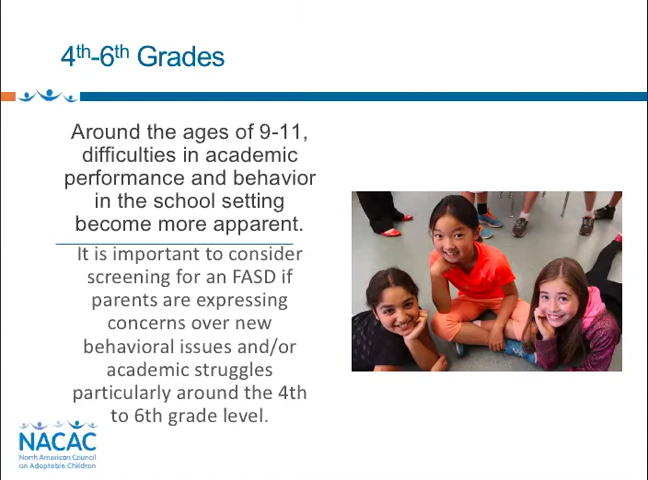 4th-6th Grades
Around the ages of 9-11,
difficulties in academic
performance and behavior
in the school setting
become more apparent.
It is important to consider
screening for an FASD if
parents are expressing
concerns over new
behavioral issues and/or
academic struggles
particularly around the 4th
to 6th grade level.
NACAC
North American Council
on Adoptable Children